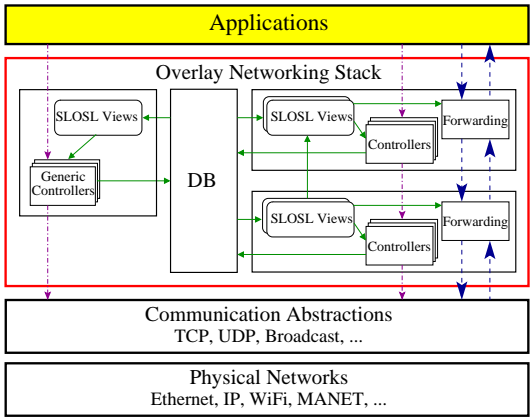 Applications
Overlay Networking Stack
SLOSL Views
Generic
Controllers
DB
SLOSL Views
Controllers
Forwarding
SLOSL Views
Controllers
Forwarding
Communication Abstractions
TCP, UDP, Broadcast, ...
Physical Networks
Ethernet, IP, WiFi, MANET, ...